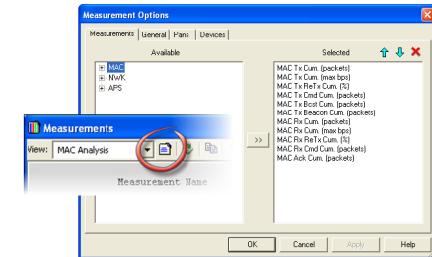 Measurement Options
Measurements General Pans Devices
Available
Selected
MAC
NWK
APS
MAC Tx Cum. (packets)
MAC Tx Cum. (max bps)
MAC Tx ReTx Cum. (%)
MAC Tx Cmd Cum. (packets)
MAC Tx Bcst Cum. (packets)
MAC Tx Beacon Cum. (packets)
MAC Rx Cum. (packets)
MAC Rx Cum. (max bps)
MAC Rx ReTx Cum. (%)
MAC Rx Cmd Cum. (packets)
MAC Ack Cum. (packets)
>>
Measurements
View: MAC Analysis
Measurement Name
OK Cancel Apply Help